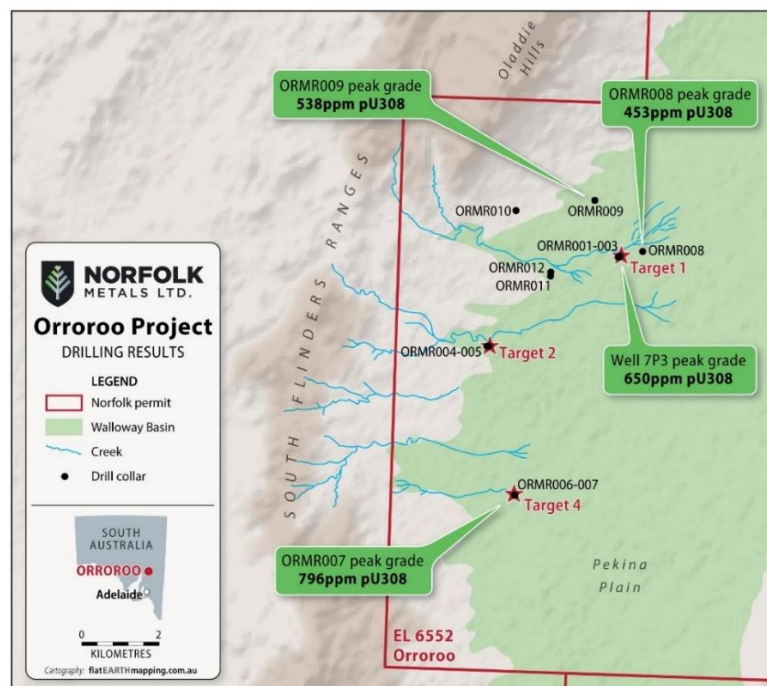 Oladdie
Hills
ORMR009 peak grade
538ppm pU308
ORMR008 peak grade
453ppm pU308
SOUTH FLINDERS RANGES
ORMR010
ORMR009
ORMR001-003
ORMR008
Target 1
ORMR012
ORMR011
ORMR004-005
Target 2
Well 7P3 peak grade
650ppm pU308
ORMR006-007
Target 4
ORMR007 peak grade
796ppm pU308
Pekina
Plain
EL 6552
Orroroo
NORFOLK
METALS LTD.
Orroroo Project
DRILLING RESULTS
LEGEND
Norfolk permit
Walloway Basin
Creek
Drill collar
SOUTH
AUSTRALIA
ORROROO
Adelaide
0 2
KILOMETRES
Cartography: flatEARTHmapping.com.au